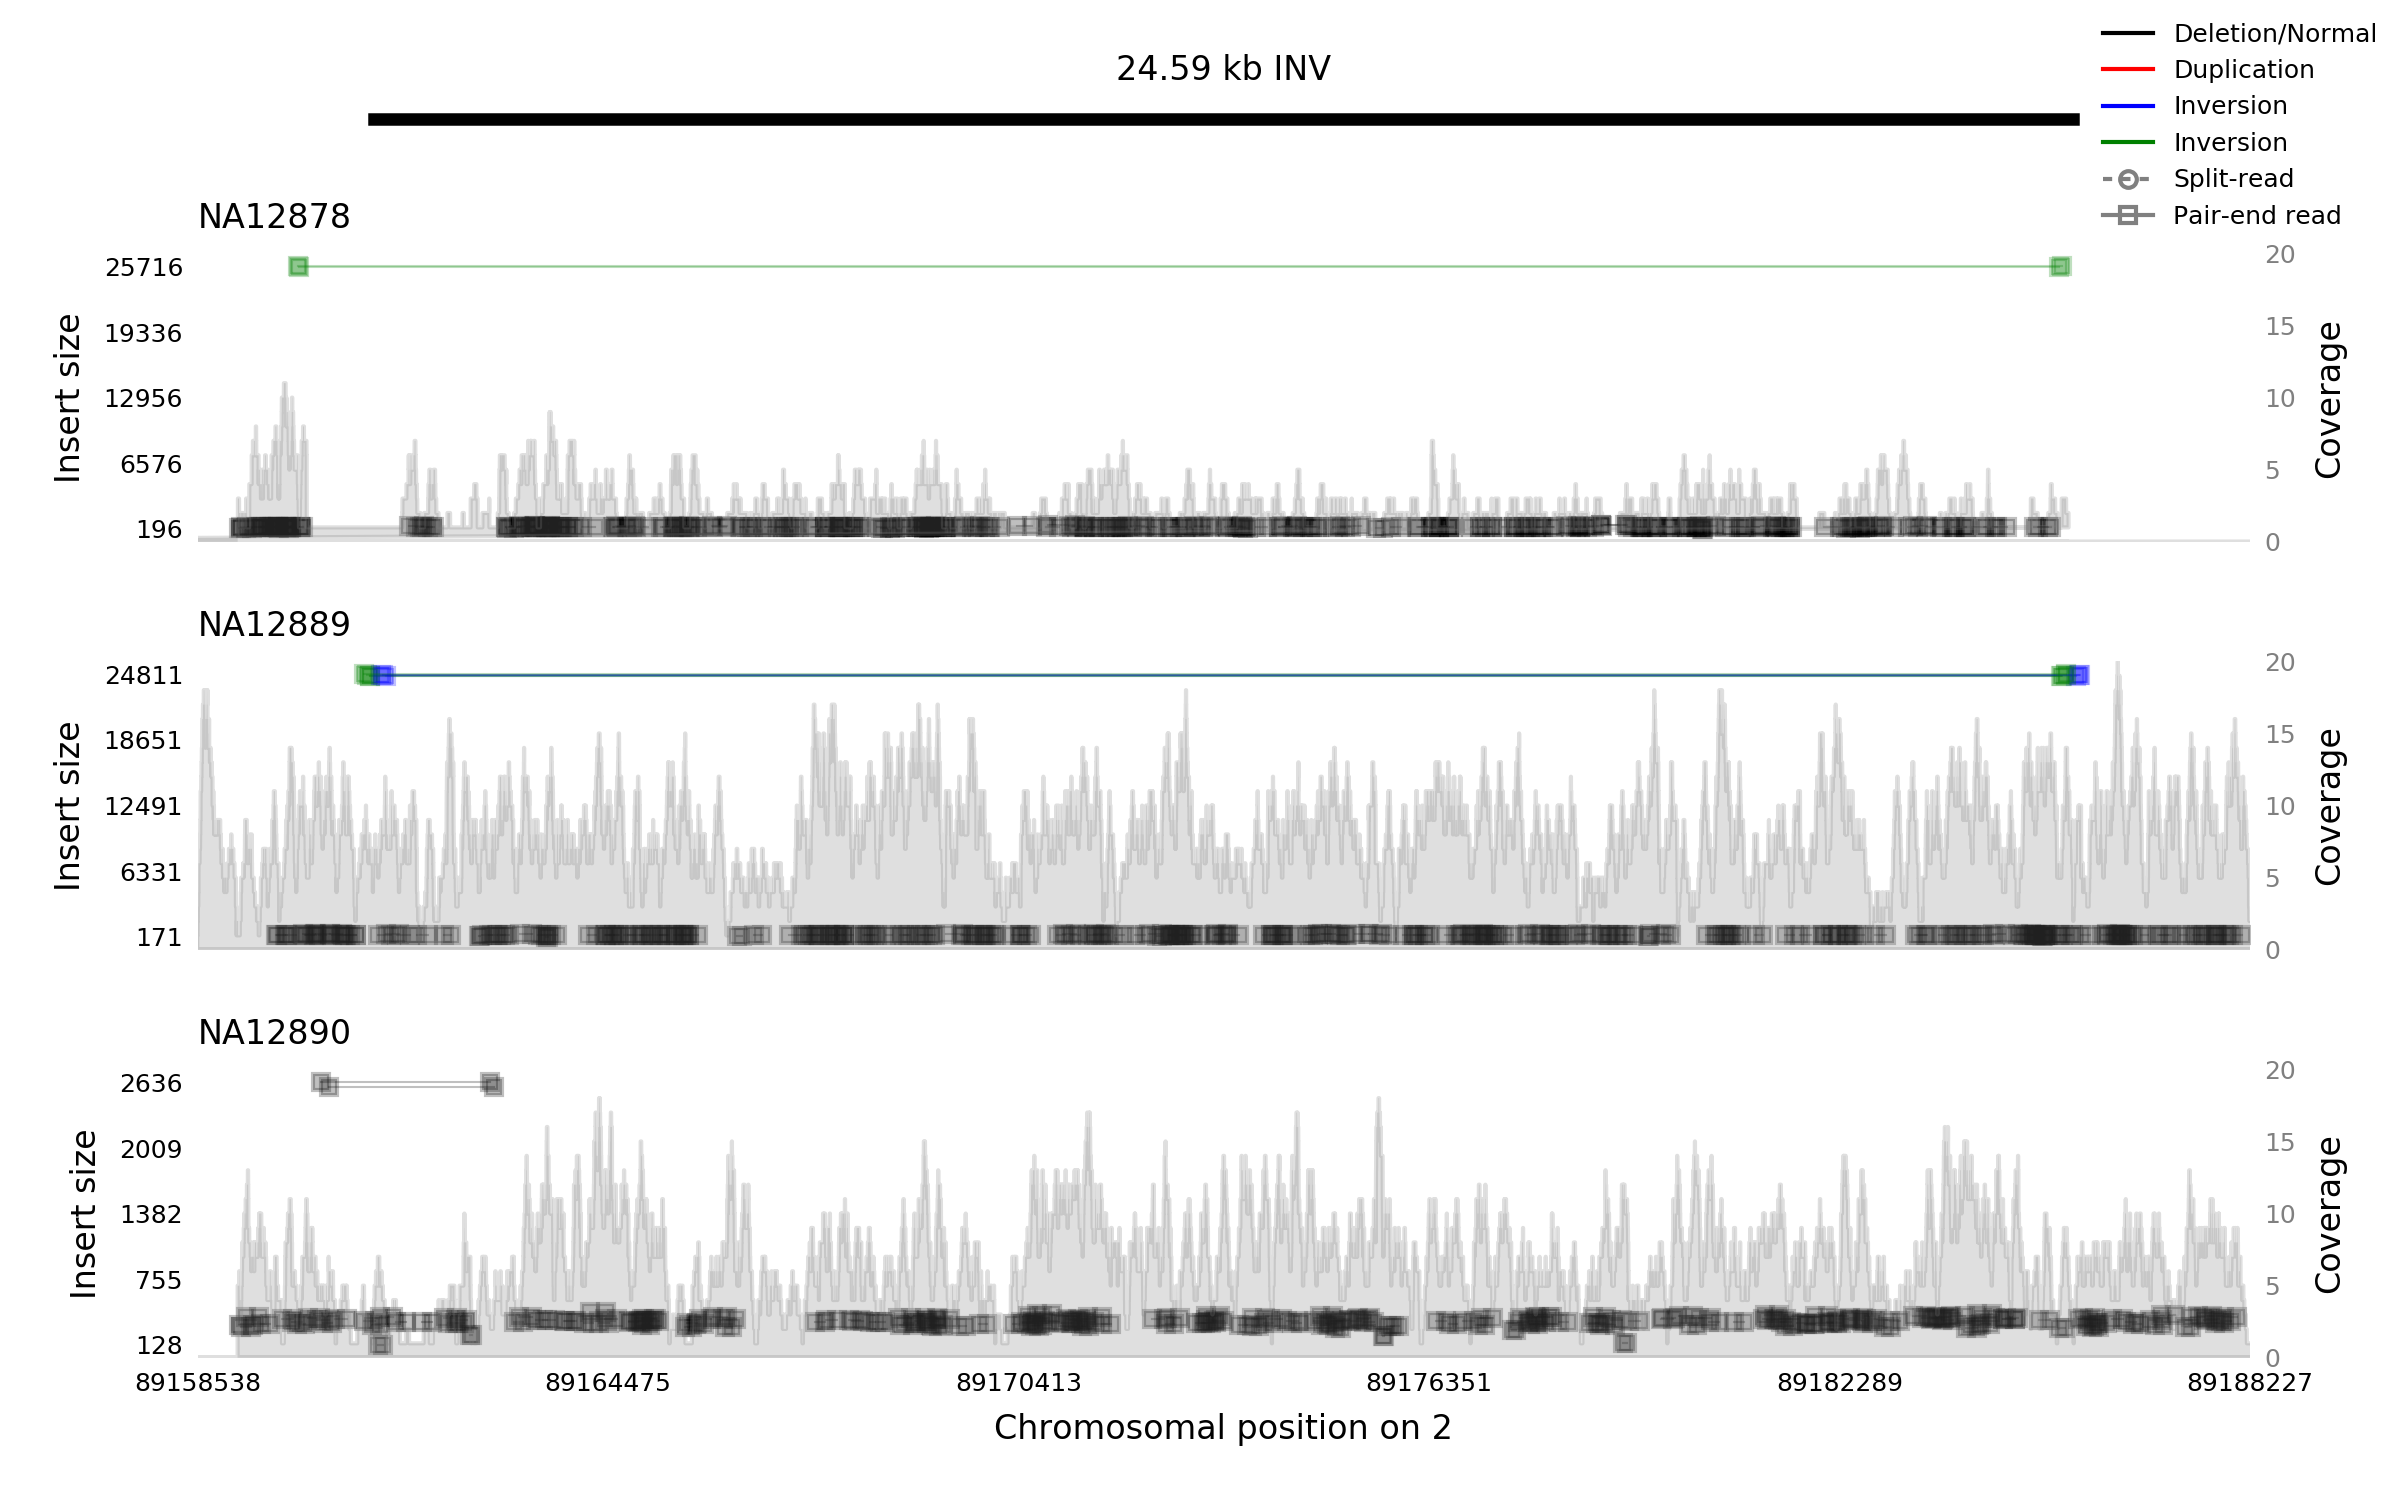 24.59 kb INV
Deletion/Normal
Duplication
Inversion
Inversion
Split-read
Pair-end read
NA12878
25716
19336
12956
6576
196
Insert size
20
15
10
5
0
Coverage
NA12889
24811
18651
12491
6331
171
Insert size
20
15
10
5
0
Coverage
NA12890
2636
2009
1382
755
128
Insert size
20
15
10
5
0
Coverage
89158538 89164475 89170413 89176351 89182289 89188227
Chromosomal position on 2